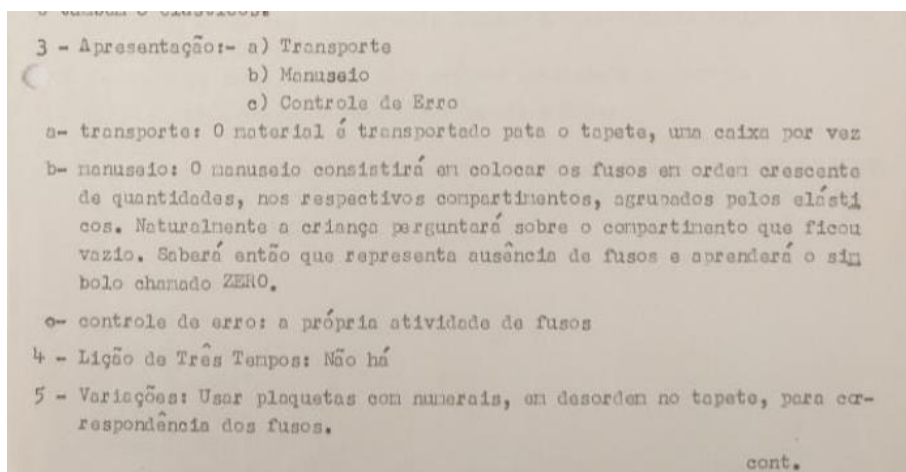 3 - Apresentação:- a) Transporte
b) Manuseio
c) Controle de Erro
a- transporte: O material é transportado pata o tapete, uma caixa por vez
b- manuseio: O manuseio consistirá em colocar os fusos em ordem crescente
de quantidades, nos respectivos compartimentos, agrupados pelos elásti
cos. Naturalmente a criança perguntará sobre o compartimento que ficou
vazio. Saberá então que representa ausência de fusos e aprenderá o sím
bolo chamado ZERO.
c- controle de erro: a própria atividade de fusos
4 - Lição de Três Tempos: Não há
5 - Variações: Usar plaquetas com numerais, em desordem no tapete, para cor-
respondência dos fusos.
cont.